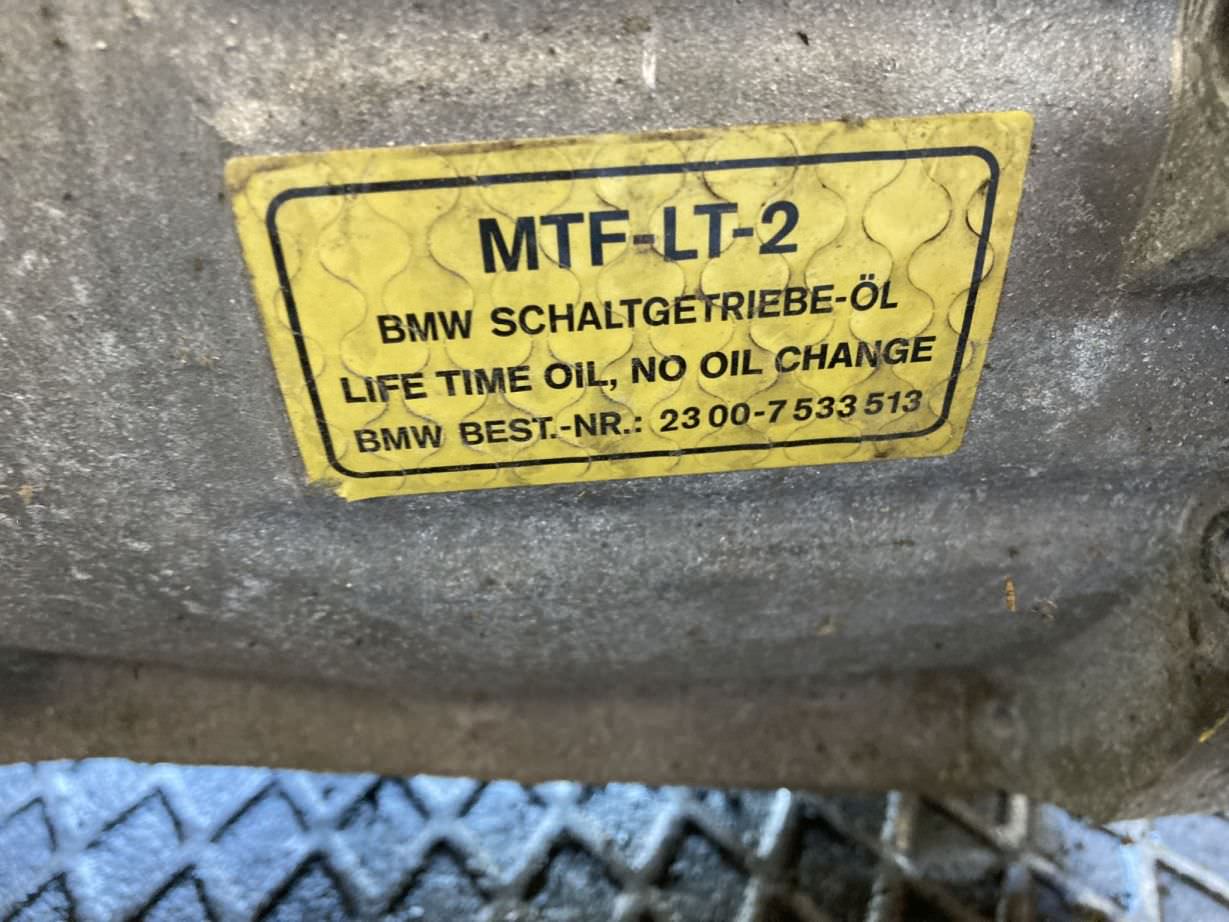 MTF-LT-2
BMW SCHALTGETRIEBE-ÖL
LIFE TIME OIL, NO OIL CHANGE
BMW BEST.-NR.: 23 00-7 533 513